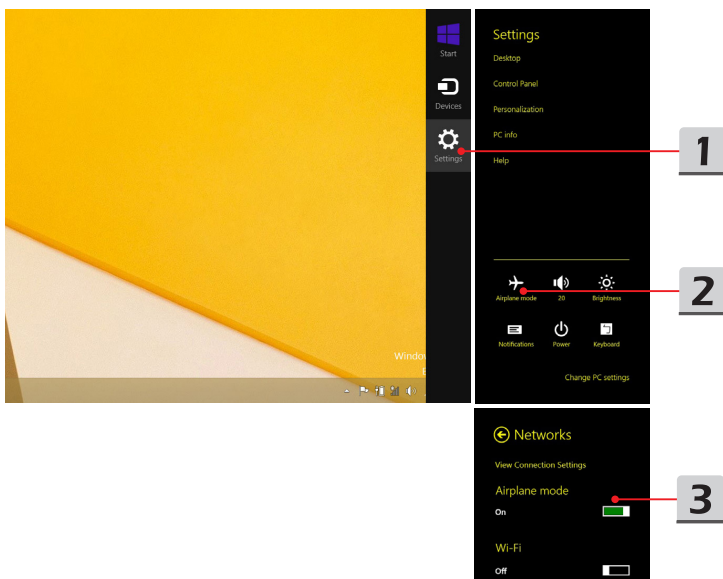 Start
Devices
Settings
Windo
Settings
Desktop
Control Panel
Personalization
PC info
Help
Airplane mode
20
Brightness
Notifications
Power
Keyboard
Change PC settings
1
2
Networks
View Connection Settings
Airplane mode
On
Wi-Fi
Off
3